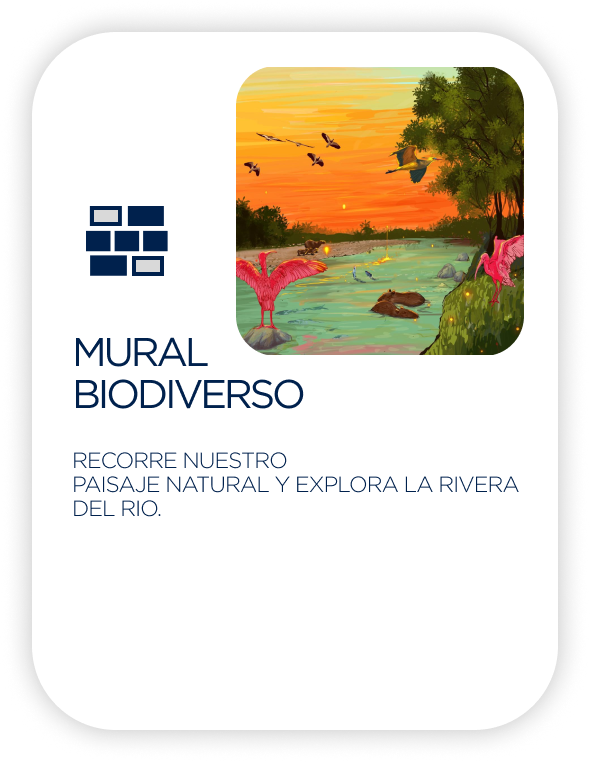 MURAL
BIODIVERSO
RECORRE NUESTRO
PAISAJE NATURAL Y EXPLORA LA RIVERA
DEL RIO.